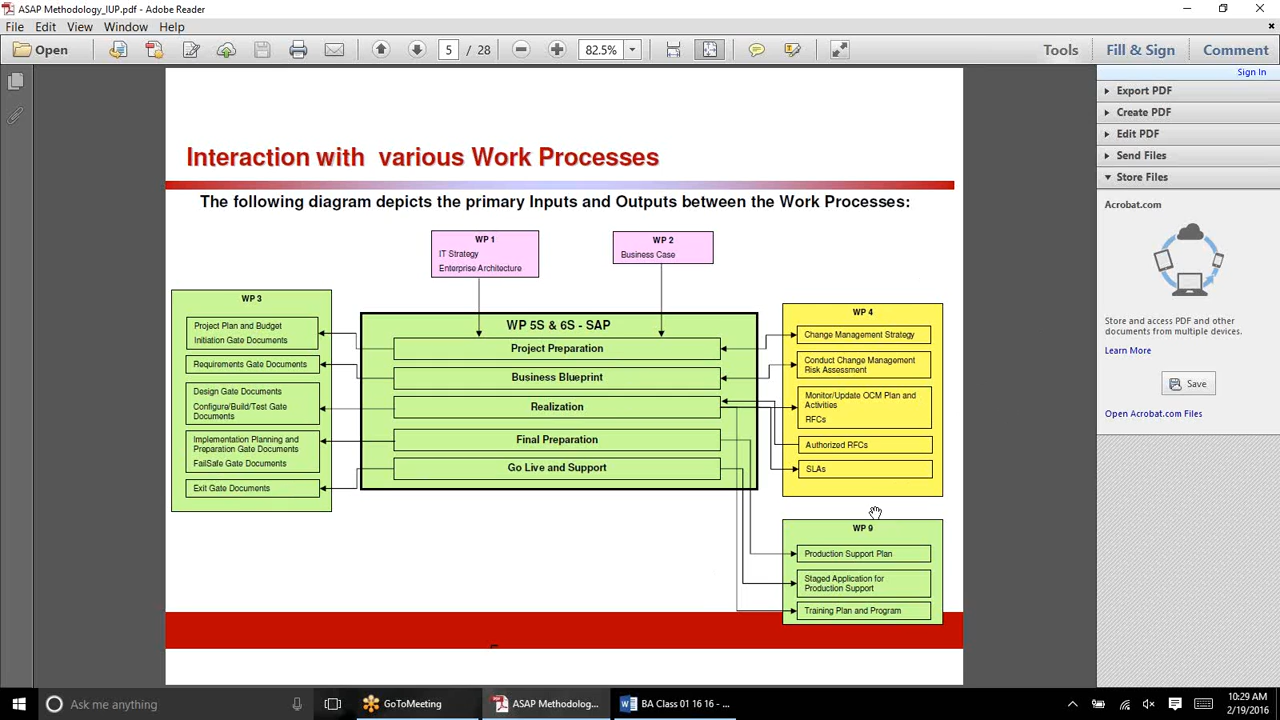 ASAP Methodology_IUP.pdf - Adobe Reader
File Edit View Window Help
Open 5 / 28 82.5% Tools Fill & Sign Comment
Sign In
Export PDF
Create PDF
Edit PDF
Send Files
Store Files
Acrobat.com
Store and access PDF and other
documents from multiple devices.
Learn More
Save
Open Acrobat.com Files
Interaction with various Work Processes
The following diagram depicts the primary Inputs and Outputs between the Work Processes:
WP 1
IT Strategy
Enterprise Architecture
WP 2
Business Case
WP 3
Project Plan and Budget
Initiation Gate Documents
Requirements Gate Documents
Design Gate Documents
Configure/Build/Test Gate
Documents
Implementation Planning and
Preparation Gate Documents
FailSafe Gate Documents
Exit Gate Documents
WP 5S & 6S - SAP
Project Preparation
Business Blueprint
Realization
Final Preparation
Go Live and Support
WP 4
Change Management Strategy
Conduct Change Management
Risk Assessment
Monitor/Update OCM Plan and
Activities
RFCs
Authorized RFCs
SLAs
WP 9
Production Support Plan
Staged Application for
Production Support
Training Plan and Program
Ask me anything
GoToMeeting
ASAP Methodolog...
BA Class 01 16 16 - ...
10:29 AM
2/19/2016